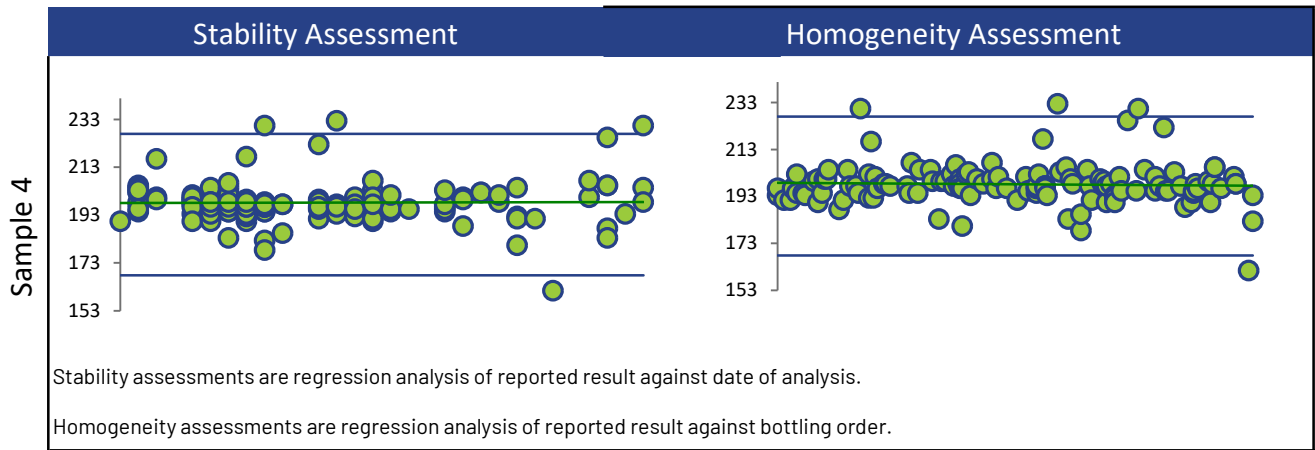 Stability Assessment
Homogeneity Assessment
Sample 4
233
213
193
173
153
233
213
193
173
153
Stability assessments are regression analysis of reported result against date of analysis.
Homogeneity assessments are regression analysis of reported result against bottling order.